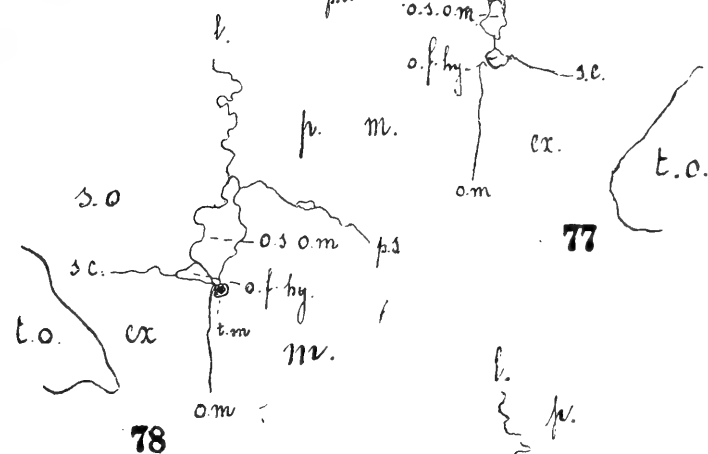 o.s.o.m
l.
o.f.hy.
s.c.
p. m.
cx.
t.o.
o.m
s.o
77
o.s o.m
p.s
s.c.
o.f.hy.
t.o.
cx
t.m
m.
l.
o.m
p.
78